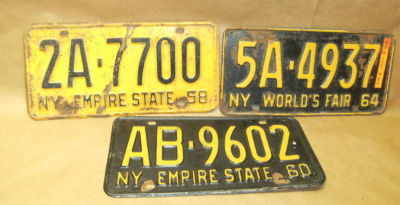 2A-7700
NY EMPIRE STATE 58
5A-4937
NY WORLD'S FAIR 64
AB-9602
NY EMPIRE STATE 60